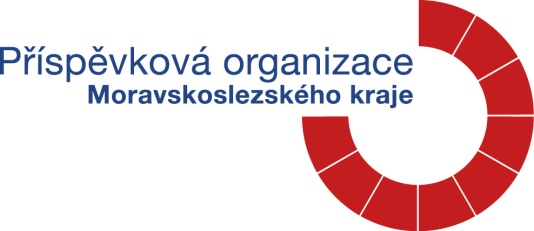 Příspěvková organizace
Moravskoslezského kraje